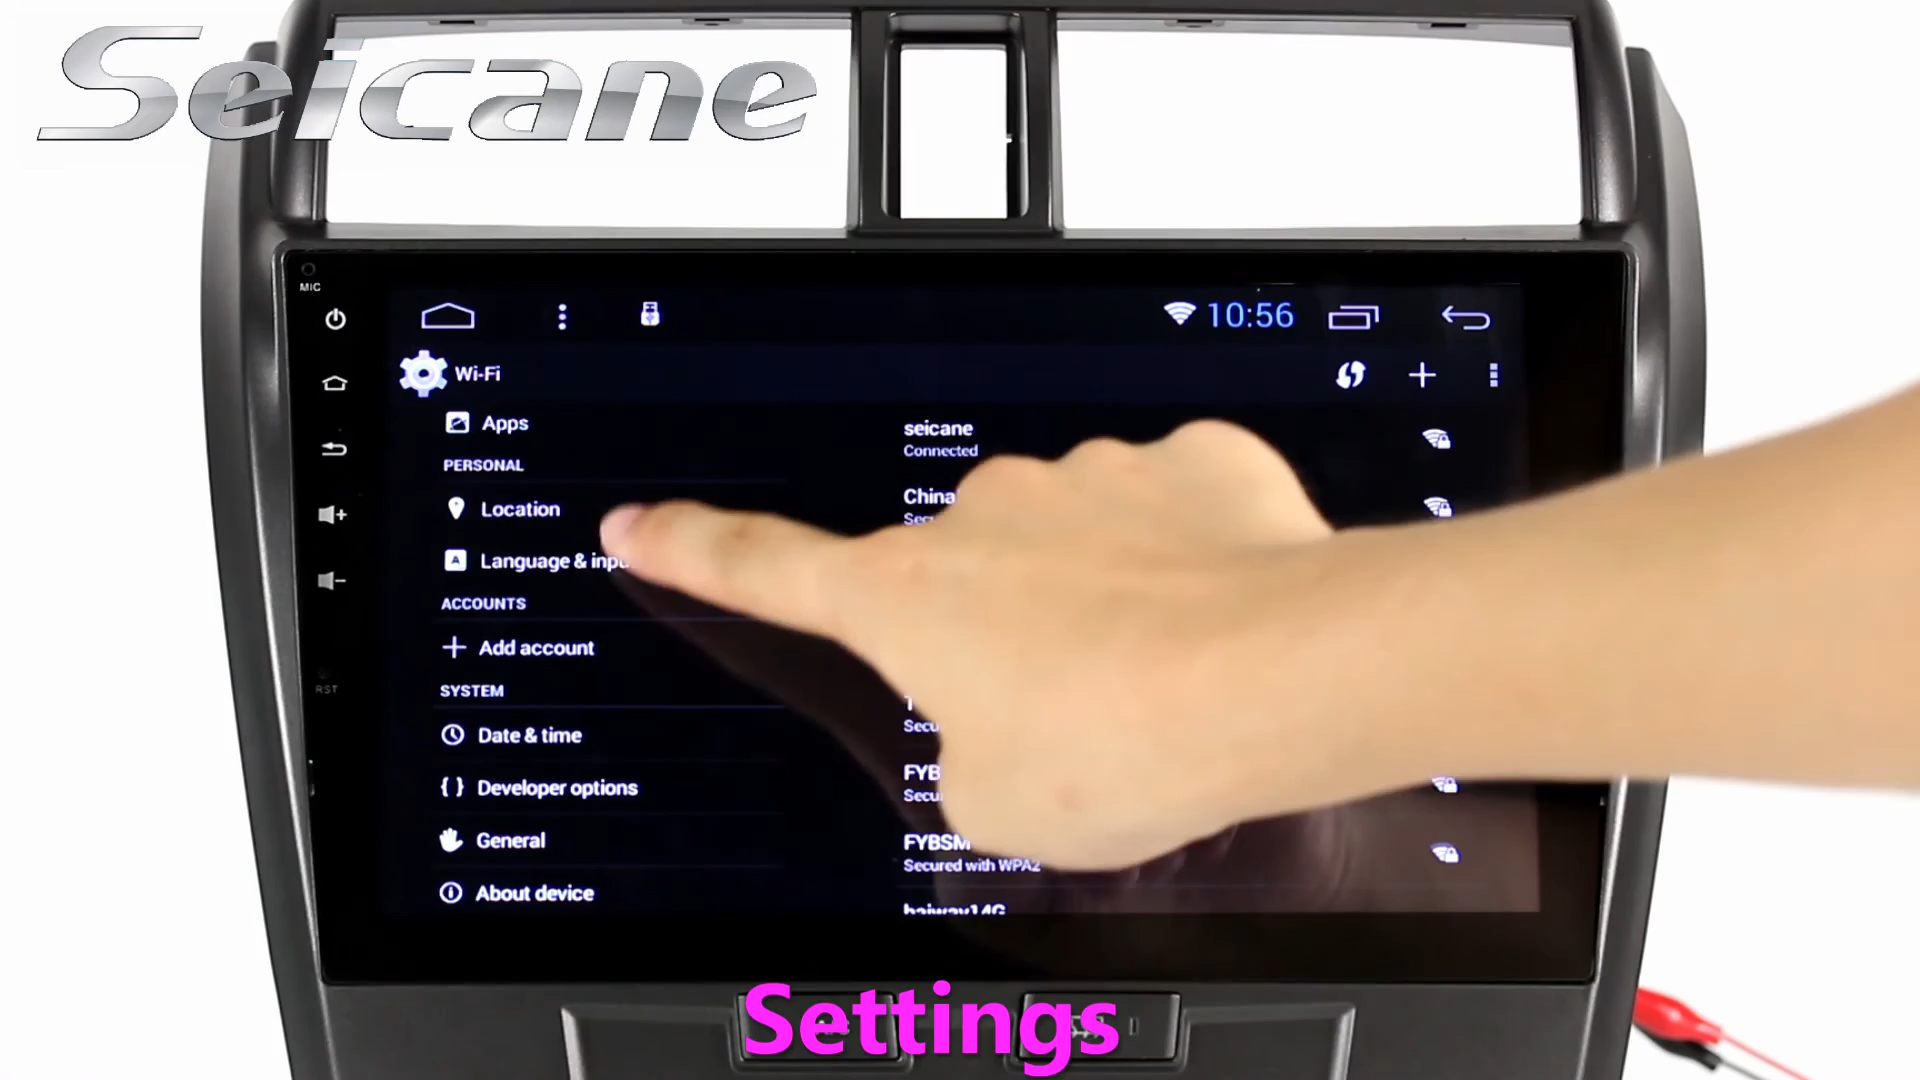 Seicane
MIC
10:56
Wi-Fi
Apps
PERSONAL
Location
Language &
ACCOUNTS
Add account
SYSTEM
Date & time
Developer options
General
About device
seicane
Connected
China
FYB
FYBSM
Secured with WPA2
haiway14G
RST
Settings